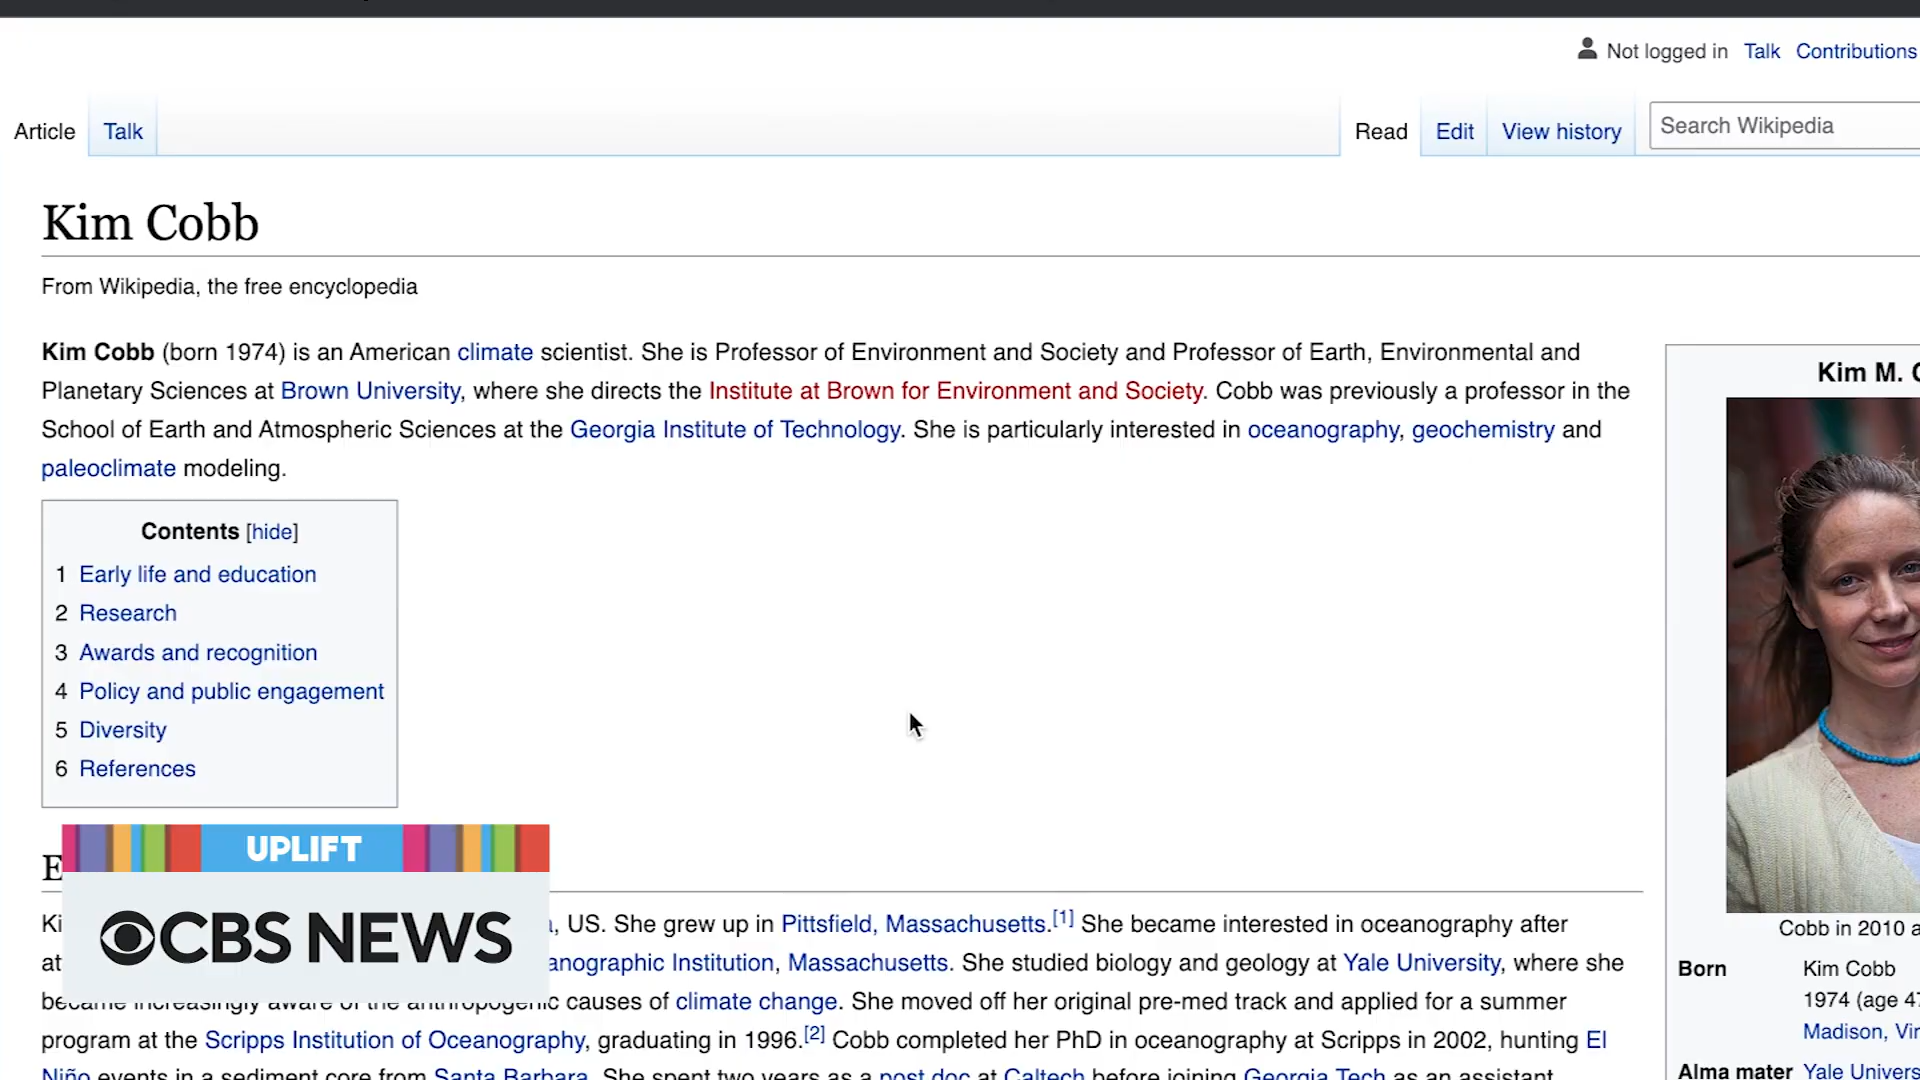 Not logged in Talk Contributions
Article Talk Read Edit View history Search Wikipedia
Kim Cobb
From Wikipedia, the free encyclopedia
Kim Cobb (born 1974) is an American climate scientist. She is Professor of Environment and Society and Professor of Earth, Environmental and
Planetary Sciences at Brown University, where she directs the Institute at Brown for Environment and Society. Cobb was previously a professor in the
School of Earth and Atmospheric Sciences at the Georgia Institute of Technology. She is particularly interested in oceanography, geochemistry and
paleoclimate modeling.
Kim M. C
Contents [hide]
1 Early life and education
2 Research
3 Awards and recognition
4 Policy and public engagement
5 Diversity
6 References
UPLIFT
CBS NEWS
E
Ki , US. She grew up in Pittsfield, Massachusetts.[1] She became interested in oceanography after
at anographic Institution, Massachusetts. She studied biology and geology at Yale University, where she
became increasingly aware of the anthropogenic causes of climate change. She moved off her original pre-med track and applied for a summer
program at the Scripps Institution of Oceanography, graduating in 1996.[2] Cobb completed her PhD in oceanography at Scripps in 2002, hunting El
Niño events in a sediment core from Santa Barbara. She spent two years as a post doc at Caltech before joining Georgia Tech as an assistant
Cobb in 2010 a
Born Kim Cobb
1974 (age 47
Madison, Vir
Alma mater Yale Univers